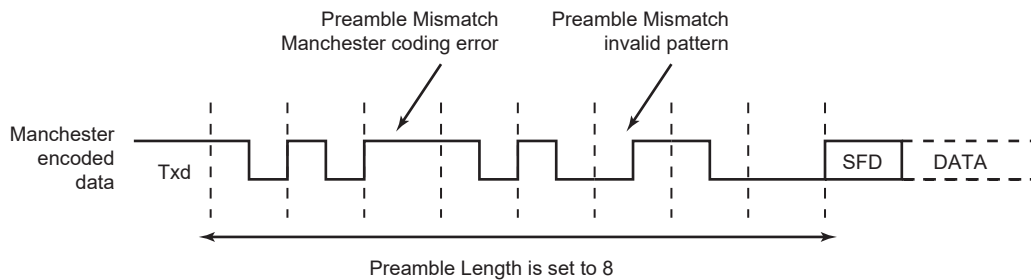 Preamble Mismatch
Manchester coding error
Preamble Mismatch
invalid pattern
Manchester
encoded
data
Txd
SFD
DATA
Preamble Length is set to 8